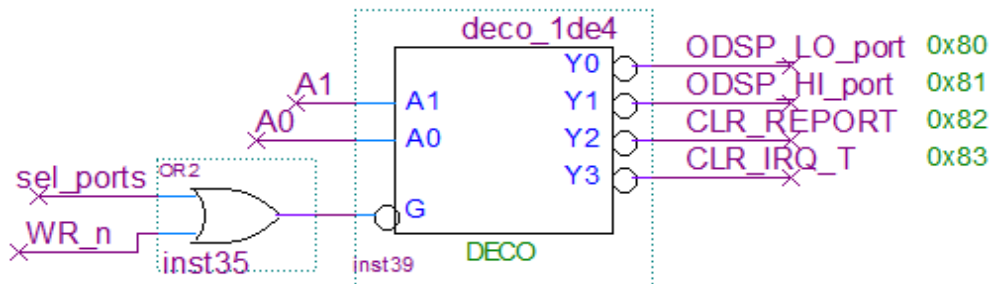 deco_1de4
A1
A0
sel_ports
WR_n
OR2
inst35
A1
A0
G
Y0
Y1
Y2
Y3
inst39
DECO
ODSP_LO_port 0x80
ODSP_HI_port 0x81
CLR_REPORT 0x82
CLR_IRQ_T 0x83